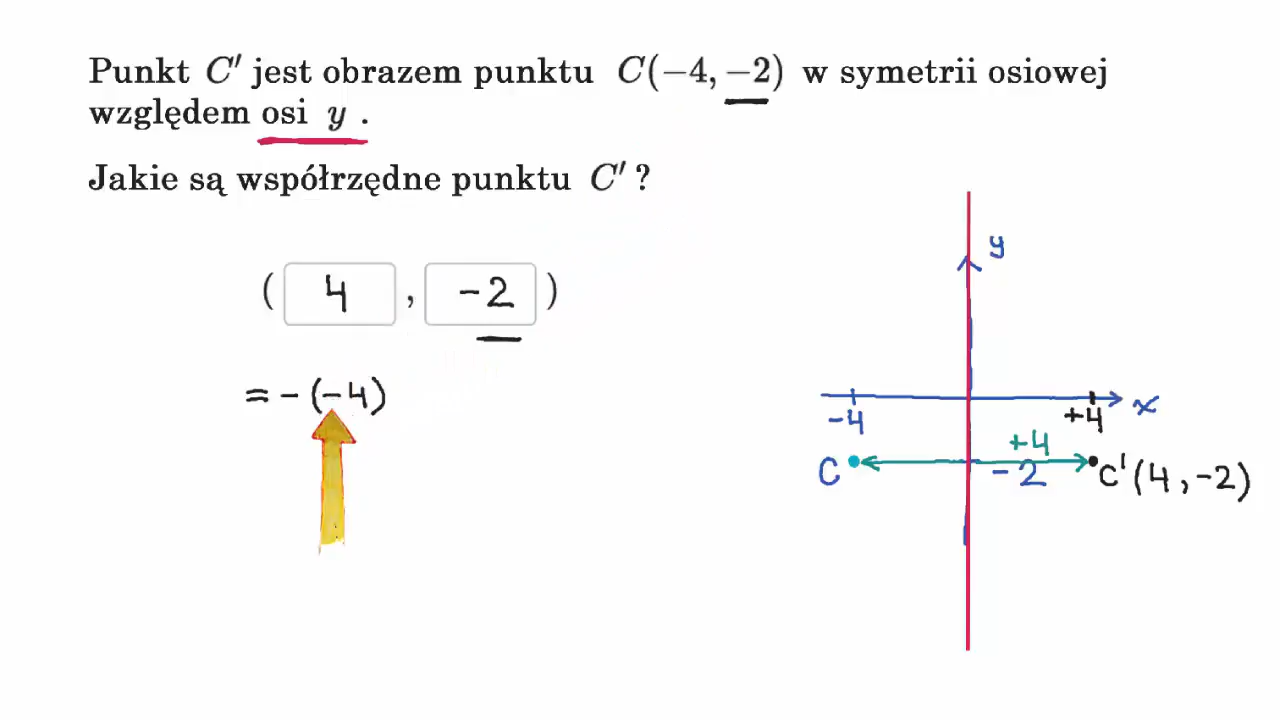 Punkt C′ jest obrazem punktu C(−4, −2) w symetrii osiowej
względem osi y .
Jakie są współrzędne punktu C′ ?
( 4 , −2 )
= −(−4)
y
x
−4
+4
+4
C
−2
C'(4, −2)